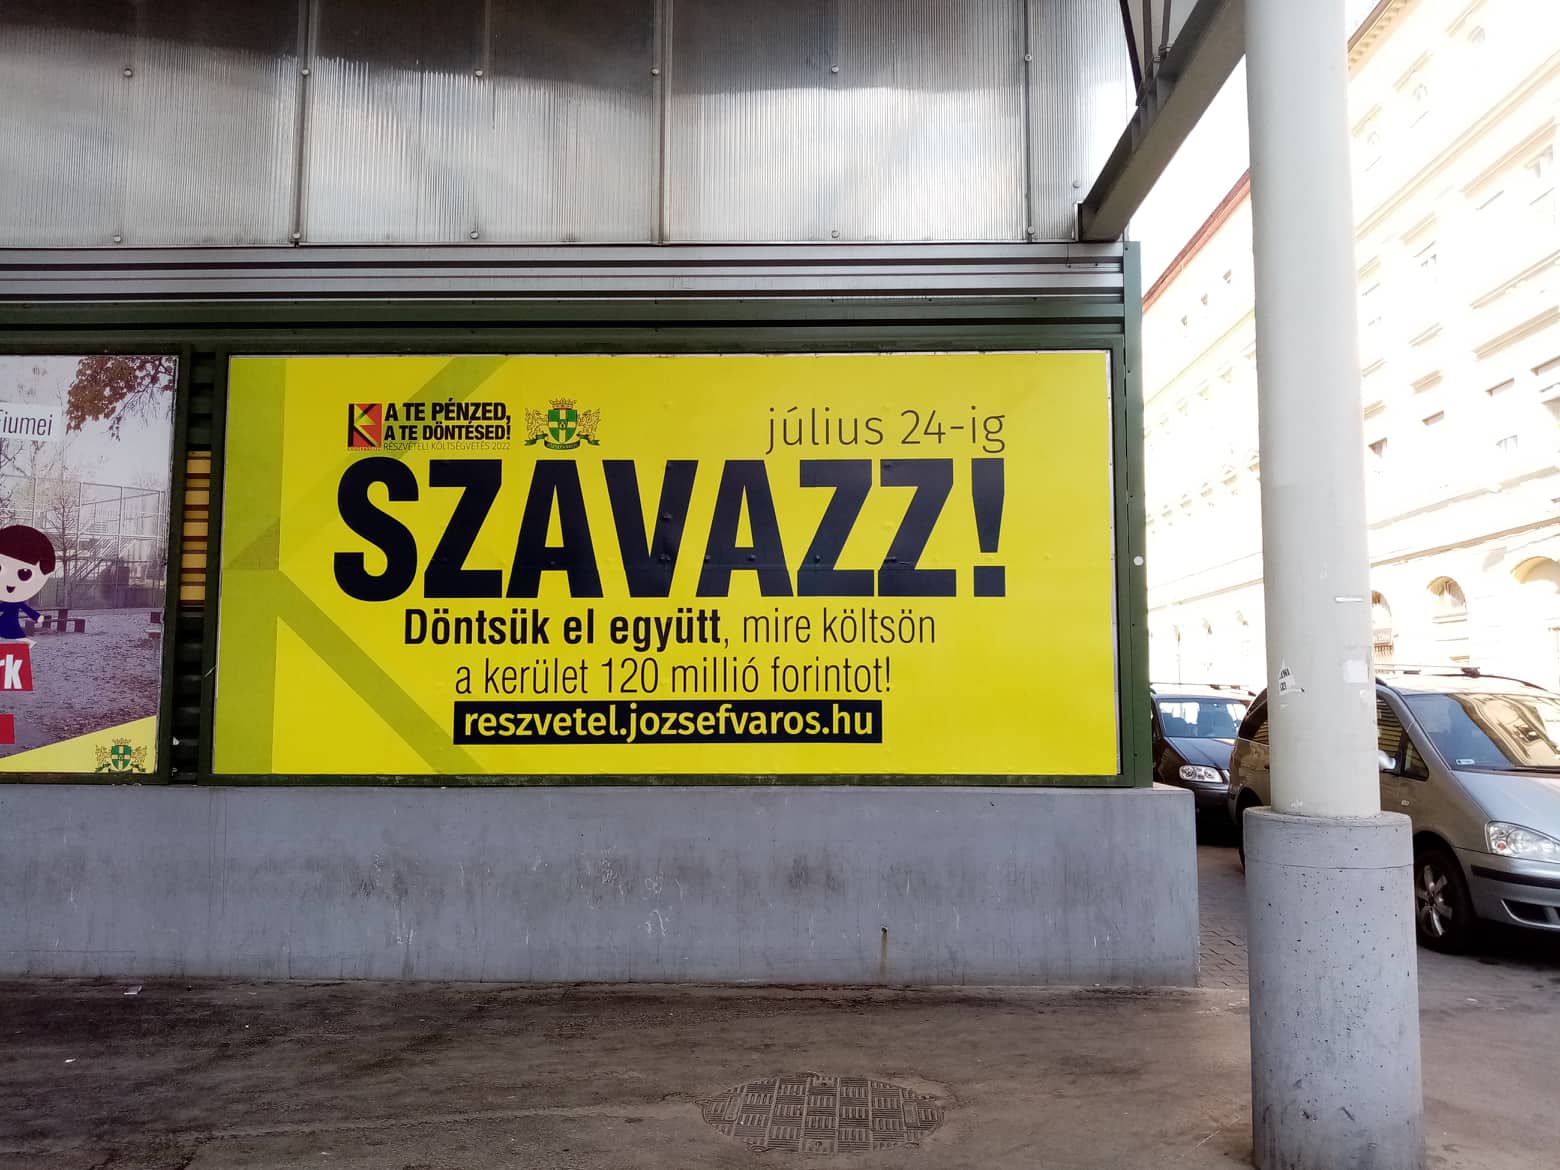 Fiumei
rk
A TE PÉNZED,
A TE DÖNTÉSED!
RÉSZVÉTELI KÖLTSÉGVETÉS 2022
július 24-ig
SZAVAZZ!
Döntsük el együtt, mire költsön
a kerület 120 millió forintot!
reszvetel.jozsefvaros.hu